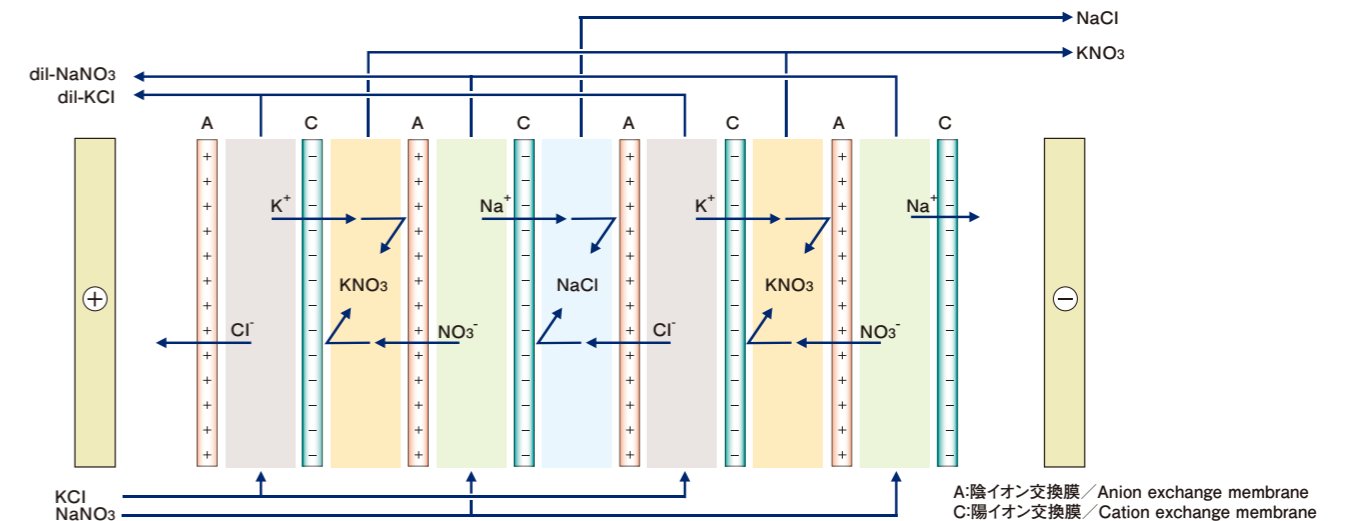 NaCl
KNO₃
dil-NaNO₃
dil-KCl
A C A C A C A C
K⁺ Na⁺ K⁺ Na⁺
KNO₃ NaCl KNO₃
Cl⁻ NO₃⁻ Cl⁻ NO₃⁻
KCl
NaNO₃
A:陰イオン交換膜／Anion exchange membrane
C:陽イオン交換膜／Cation exchange membrane